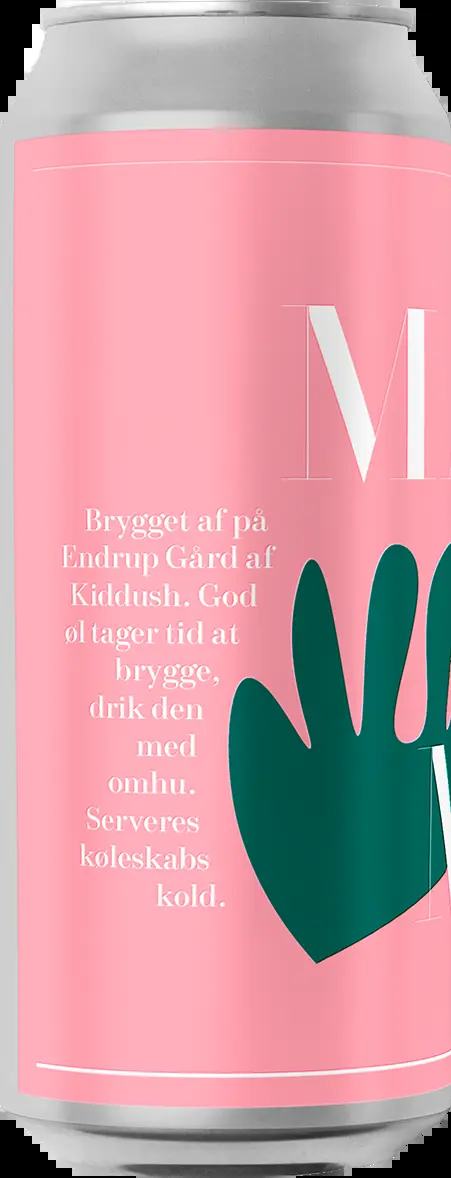 M
Brygget af på
Endrup Gård af
Kiddush. God
øl tager tid at
brygge,
drik den
med
omhu.
Serveres
køleskabs
kold.